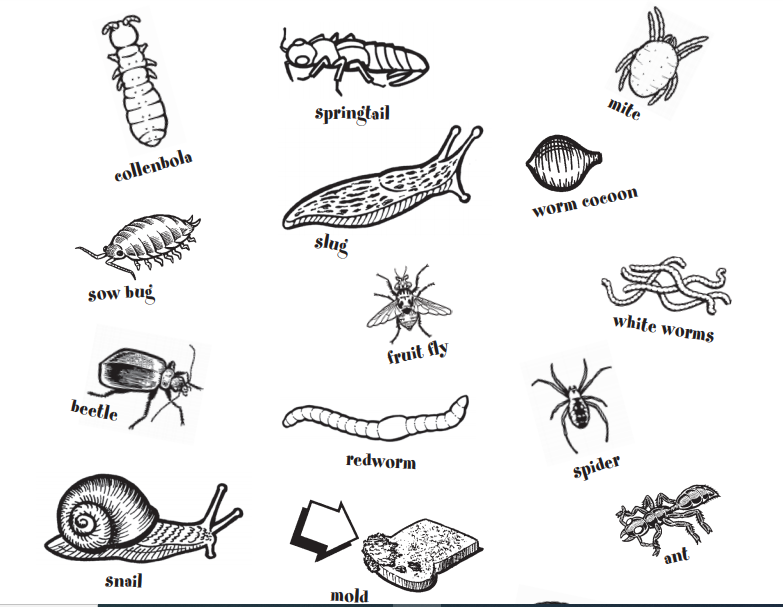 springtail
mite
collenbola
worm cocoon
slug
sow bug
white worms
fruit fly
beetle
redworm
spider
ant
snail
mold